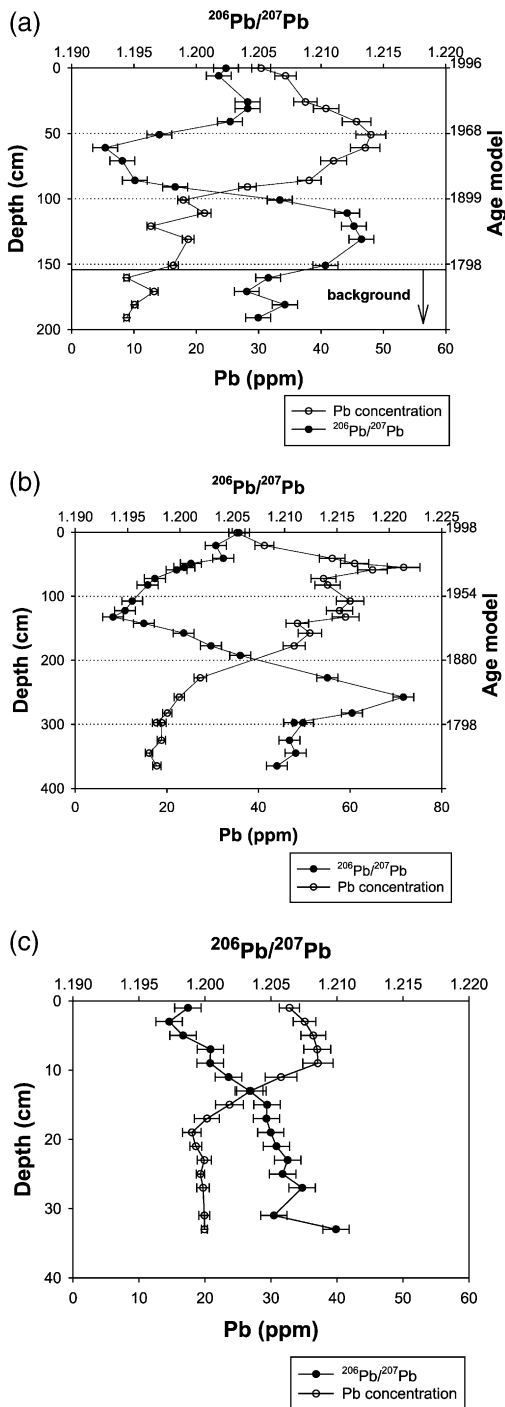 (a)
²⁰⁶Pb/²⁰⁷Pb
1.190 1.195 1.200 1.205 1.210 1.215 1.220
0 1996
50 1968
100 1899
150 1798
background
200
0 10 20 30 40 50 60
Depth (cm)
Age model
Pb (ppm)
Pb concentration
²⁰⁶Pb/²⁰⁷Pb
(b)
²⁰⁶Pb/²⁰⁷Pb
1.190 1.195 1.200 1.205 1.210 1.215 1.220 1.225
0 1998
100 1954
200 1880
300 1798
400
0 20 40 60 80
Depth (cm)
Age model
Pb (ppm)
²⁰⁶Pb/²⁰⁷Pb
Pb concentration
(c)
²⁰⁶Pb/²⁰⁷Pb
1.190 1.195 1.200 1.205 1.210 1.215 1.220
0
10
20
30
40
0 10 20 30 40 50 60
Depth (cm)
Pb (ppm)
²⁰⁶Pb/²⁰⁷Pb
Pb concentration